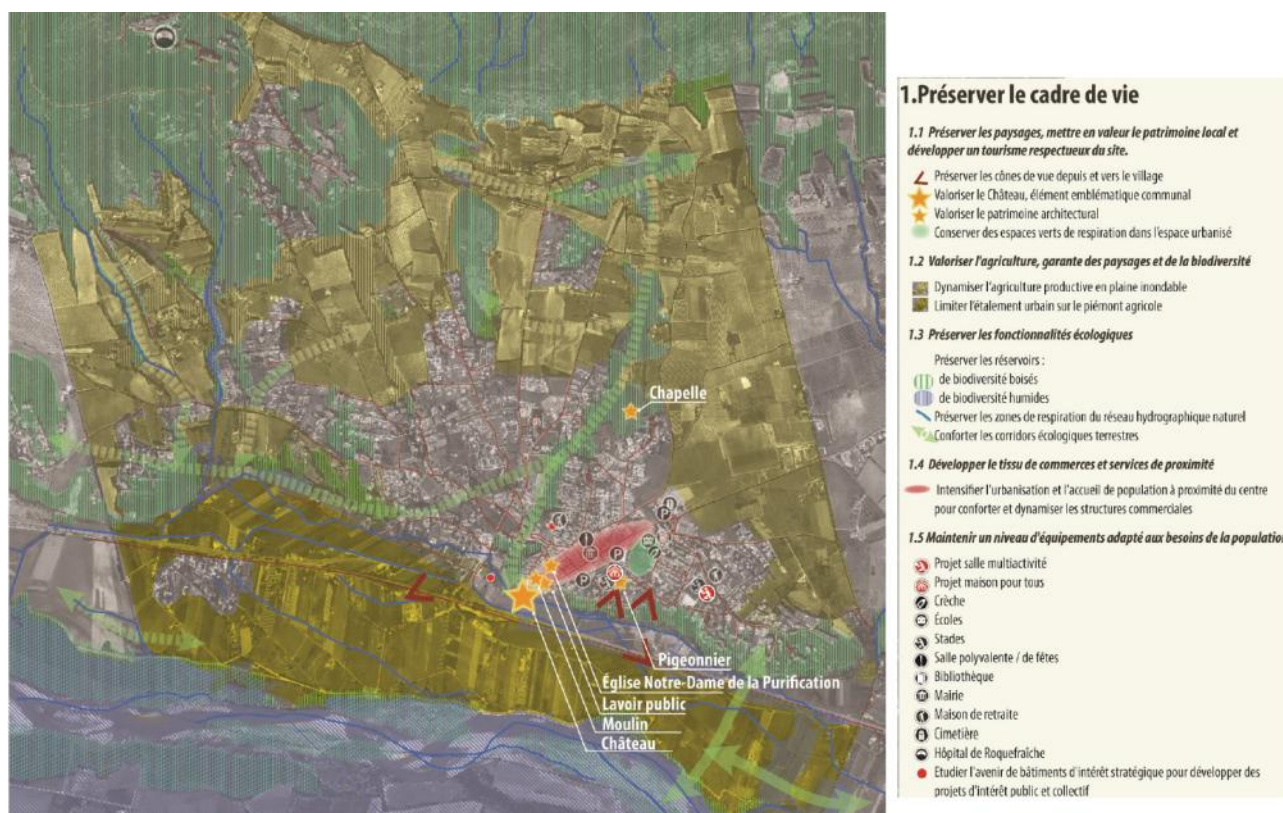 Chapelle
Pigeonnier
Église Notre-Dame de la Purification
Lavoir public
Moulin
Château
P
P
P
1.Préserver le cadre de vie
1.1 Préserver les paysages, mettre en valeur le patrimoine local et
développer un tourisme respectueux du site.
Préserver les cônes de vue depuis et vers le village
Valoriser le Château, élément emblématique communal
Valoriser le patrimoine architectural
Conserver des espaces verts de respiration dans l'espace urbanisé
1.2 Valoriser l'agriculture, garante des paysages et de la biodiversité
Dynamiser l'agriculture productive en plaine inondable
Limiter l'étalement urbain sur le piémont agricole
1.3 Préserver les fonctionnalités écologiques
Préserver les réservoirs :
de biodiversité boisés
de biodiversité humides
Préserver les zones de respiration du réseau hydrographique naturel
Conforter les corridors écologiques terrestres
1.4 Développer le tissu de commerces et services de proximité
Intensifier l'urbanisation et l'accueil de population à proximité du centre
pour conforter et dynamiser les structures commerciales
1.5 Maintenir un niveau d'équipements adapté aux besoins de la population
Projet salle multiactivité
Projet maison pour tous
Crèche
Écoles
Stades
Salle polyvalente / de fêtes
Bibliothèque
Mairie
Maison de retraite
Cimetière
Hôpital de Roquefraîche
Etudier l'avenir de bâtiments d'intérêt stratégique pour développer des
projets d'intérêt public et collectif